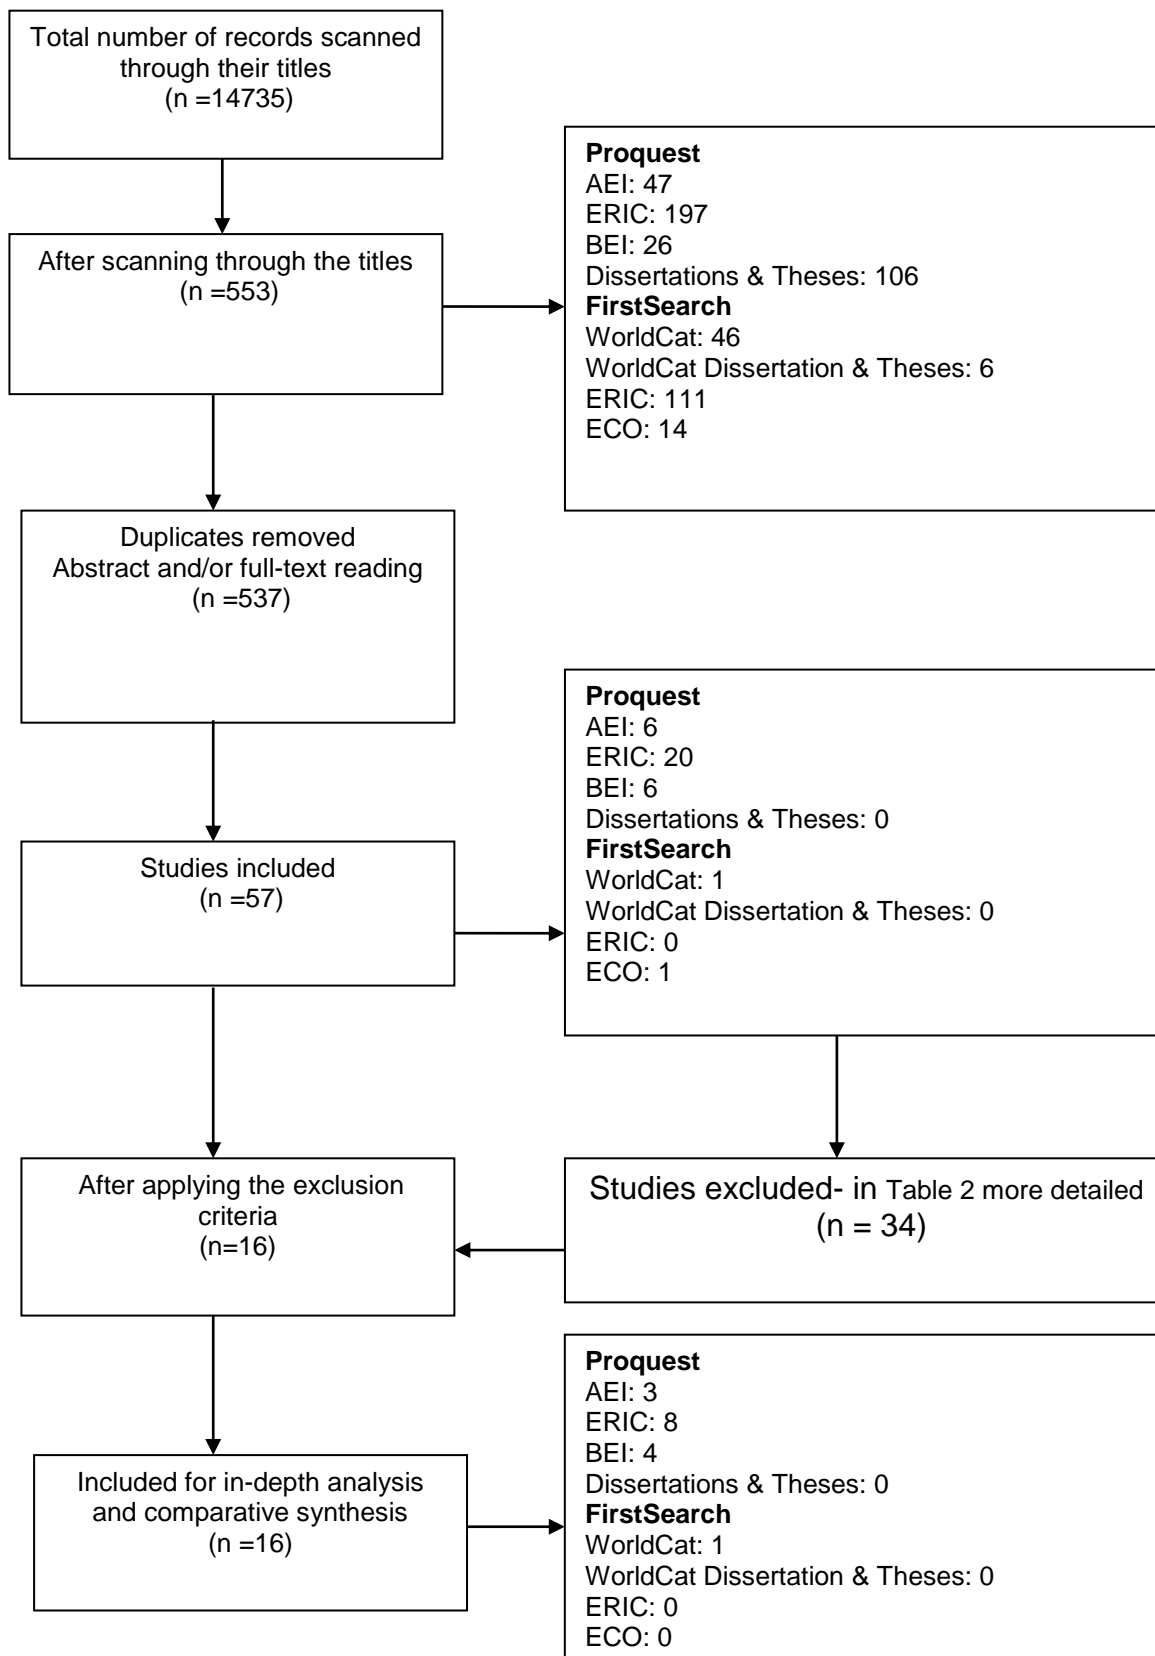 Total number of records scanned
through their titles
(n =14735)
Proquest
AEI: 47
ERIC: 197
BEI: 26
Dissertations & Theses: 106
FirstSearch
WorldCat: 46
WorldCat Dissertation & Theses: 6
ERIC: 111
ECO: 14
After scanning through the titles
(n =553)
Duplicates removed
Abstract and/or full-text reading
(n =537)
Proquest
AEI: 6
ERIC: 20
BEI: 6
Dissertations & Theses: 0
FirstSearch
WorldCat: 1
WorldCat Dissertation & Theses: 0
ERIC: 0
ECO: 1
Studies included
(n =57)
After applying the exclusion
criteria
(n=16)
Studies excluded- in Table 2 more detailed
(n = 34)
Proquest
AEI: 3
ERIC: 8
BEI: 4
Dissertations & Theses: 0
FirstSearch
WorldCat: 1
WorldCat Dissertation & Theses: 0
ERIC: 0
ECO: 0
Included for in-depth analysis
and comparative synthesis
(n =16)